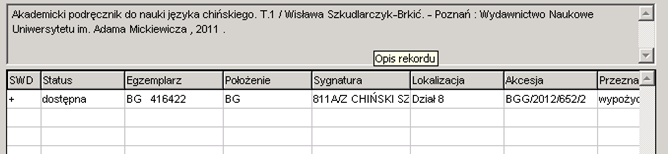 Akademicki podręcznik do nauki języka chińskiego. T.1 / Wisława Szkudlarczyk-Brkić. - Poznań : Wydawnictwo Naukowe
Uniwersytetu im. Adama Mickiewicza , 2011 .
Opis rekordu
SWD Status Egzemplarz Położenie Sygnatura Lokalizacja Akcesja Przezna
+ dostępna BG 416422 BG 811A/Z CHIŃSKI SZ Dział 8 BGG/2012/652/2 wypożyc